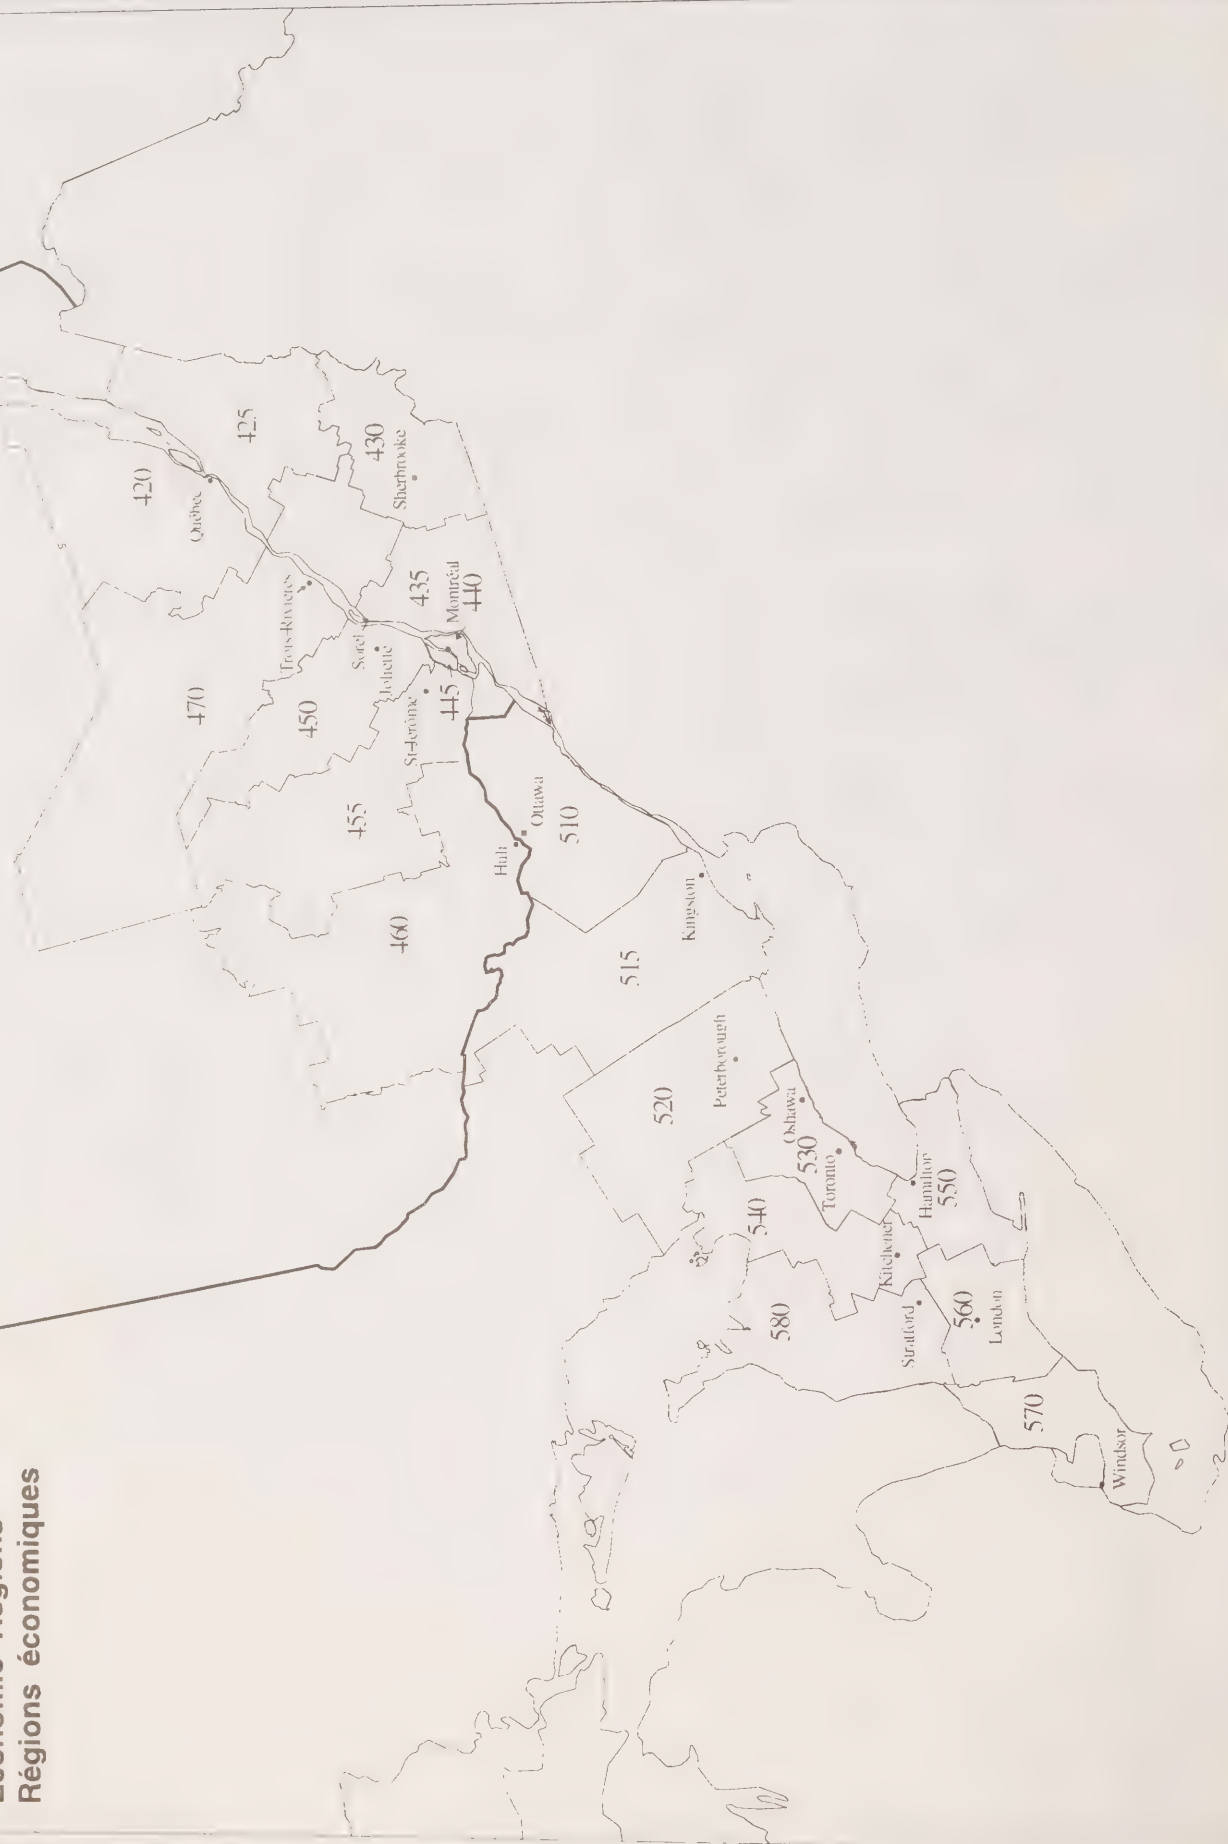 Régions économiques
420
Québec
425
430
Sherbrooke
470
Trois-Rivières
450
Sorel
Joliette
435
Montréal
440
St-Jérôme
445
455
460
Hull
Ottawa
510
515
Kingston
520
Peterborough
Oshawa
530
Toronto
540
Hamilton
550
Kitchener
580
Stratford
560
London
570
Windsor